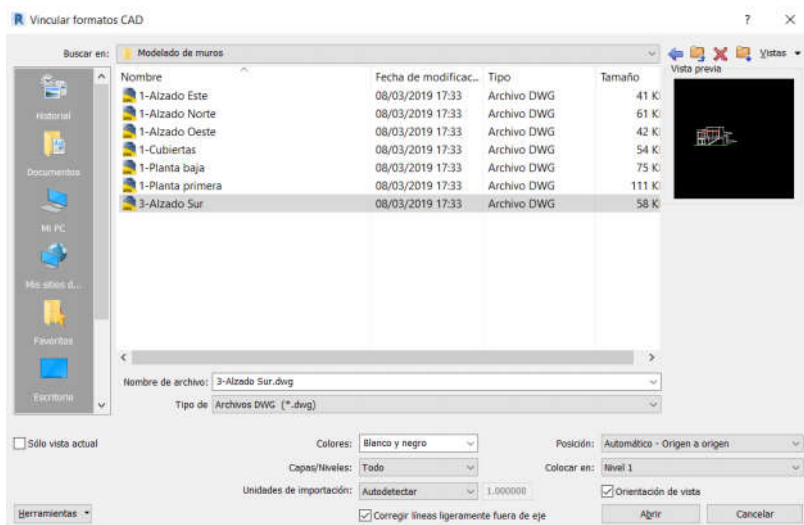 Vincular formatos CAD
Buscar en: Modelado de muros
Vistas
Nombre Fecha de modificac... Tipo Tamaño
Vista previa
1-Alzado Este 08/03/2019 17:33 Archivo DWG 41 K
1-Alzado Norte 08/03/2019 17:33 Archivo DWG 61 K
1-Alzado Oeste 08/03/2019 17:33 Archivo DWG 42 K
1-Cubiertas 08/03/2019 17:33 Archivo DWG 54 K
1-Planta baja 08/03/2019 17:33 Archivo DWG 75 K
1-Planta primera 08/03/2019 17:33 Archivo DWG 111 K
3-Alzado Sur 08/03/2019 17:33 Archivo DWG 58 K
Historial
Documentos
Mi PC
Mis sitios d...
Favoritos
Escritorio
Nombre de archivo: 3-Alzado Sur.dwg
Tipo de Archivos DWG (*.dwg)
Sólo vista actual
Colores: Blanco y negro
Posición: Automático - Origen a origen
Capas/Niveles: Todo
Colocar en: Nivel 1
Unidades de importación: Autodetectar 1.000000
Orientación de vista
Herramientas
Corregir líneas ligeramente fuera de eje
Abrir
Cancelar